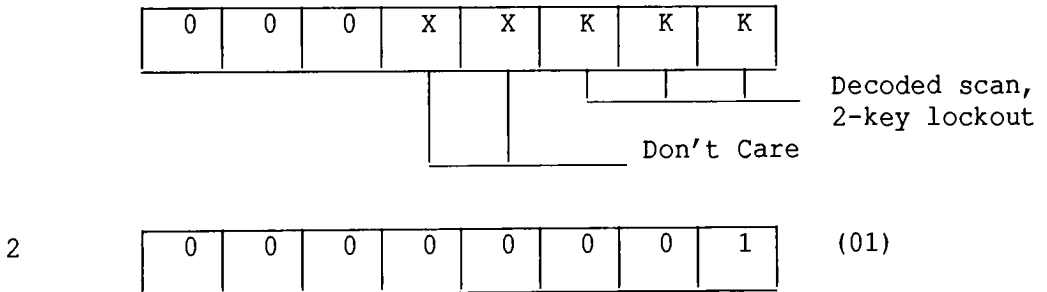 0 0 0 X X K K K
Decoded scan,
2-key lockout
Don't Care
2 0 0 0 0 0 0 0 1 (01)